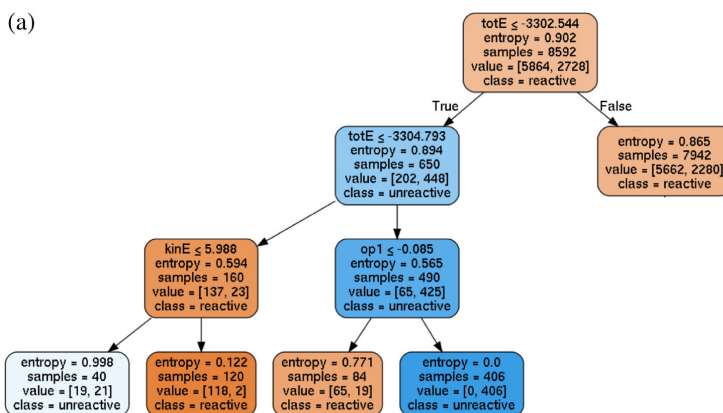 (a)
totE ≤ -3302.544
entropy = 0.902
samples = 8592
value = [5864, 2728]
class = reactive
True
False
totE ≤ -3304.793
entropy = 0.894
samples = 650
value = [202, 448]
class = unreactive
entropy = 0.865
samples = 7942
value = [5662, 2280]
class = reactive
kinE ≤ 5.988
entropy = 0.594
samples = 160
value = [137, 23]
class = reactive
op1 ≤ -0.085
entropy = 0.565
samples = 490
value = [65, 425]
class = unreactive
entropy = 0.998
samples = 40
value = [19, 21]
class = unreactive
entropy = 0.122
samples = 120
value = [118, 2]
class = reactive
entropy = 0.771
samples = 84
value = [65, 19]
class = reactive
entropy = 0.0
samples = 406
value = [0, 406]
class = unreactive